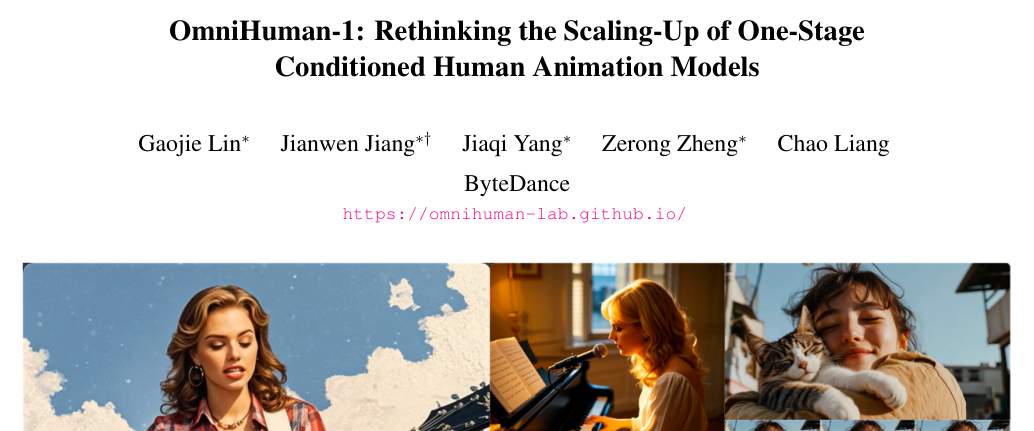 OmniHuman-1: Rethinking the Scaling-Up of One-Stage
Conditioned Human Animation Models
Gaojie Lin* Jianwen Jiang*† Jiaqi Yang* Zerong Zheng* Chao Liang
ByteDance
https://omnihuman-lab.github.io/